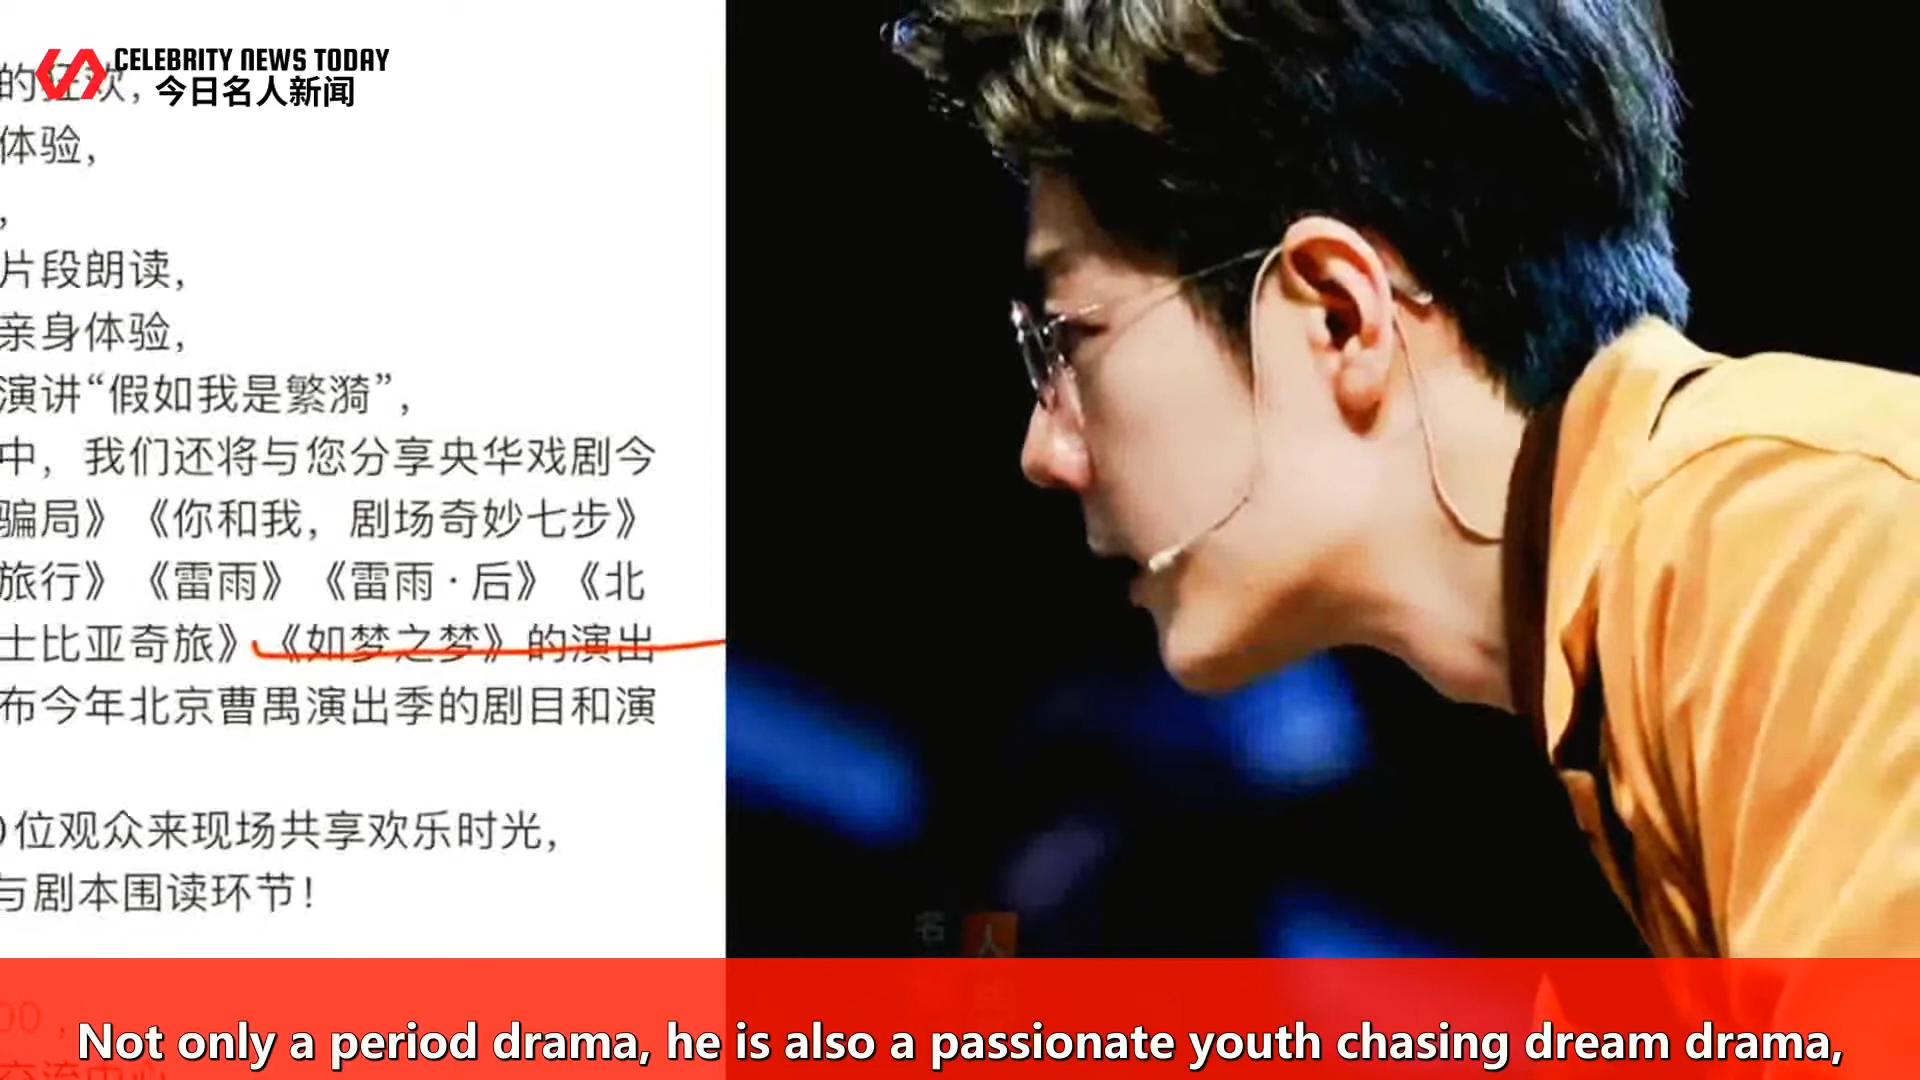 CELEBRITY NEWS TODAY
今日名人新闻
的狂欢，
体验，
，
片段朗读，
亲身体验，
演讲“假如我是繁漪”，
中，我们还将与您分享央华戏剧今
骗局》《你和我，剧场奇妙七步》
旅行》《雷雨》《雷雨·后》《北
士比亚奇旅》《如梦之梦》的演出
布今年北京曹禺演出季的剧目和演
位观众来现场共享欢乐时光，
与剧本围读环节！
名人
00，
Not only a period drama, he is also a passionate youth chasing dream drama,